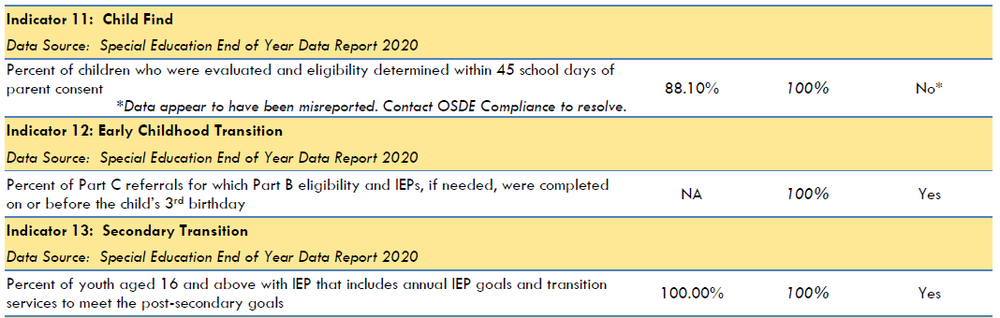 Indicator 11: Child Find
Data Source: Special Education End of Year Data Report 2020
Percent of children who were evaluated and eligibility determined within 45 school days of
parent consent
88.10% 100% No*
*Data appear to have been misreported. Contact OSDE Compliance to resolve.
Indicator 12: Early Childhood Transition
Data Source: Special Education End of Year Data Report 2020
Percent of Part C referrals for which Part B eligibility and IEPs, if needed, were completed
on or before the child's 3rd birthday
NA 100% Yes
Indicator 13: Secondary Transition
Data Source: Special Education End of Year Data Report 2020
Percent of youth aged 16 and above with IEP that includes annual IEP goals and transition
services to meet the post-secondary goals
100.00% 100% Yes